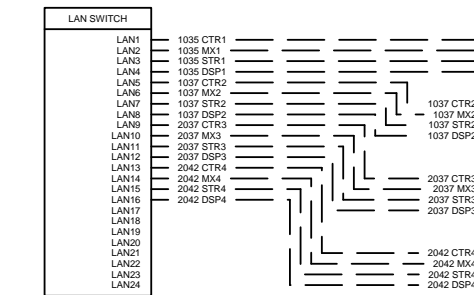 LAN SWITCH
LAN1 1035 CTR1
LAN2 1035 MX1
LAN3 1035 STR1
LAN4 1035 DSP1
LAN5 1037 CTR2
LAN6 1037 MX2
LAN7 1037 STR2 1037 CTR2
LAN8 1037 DSP2 1037 MX2
LAN9 2037 CTR3 1037 STR2
LAN10 2037 MX3 1037 DSP2
LAN11 2037 STR3
LAN12 2037 DSP3
LAN13 2042 CTR4
LAN14 2042 MX4 2037 CTR3
LAN15 2042 STR4 2037 MX3
LAN16 2042 DSP4 2037 STR3
LAN17 2037 DSP3
LAN18
LAN19
LAN20
LAN21 2042 CTR4
LAN22 2042 MX4
LAN23 2042 STR4
LAN24 2042 DSP4